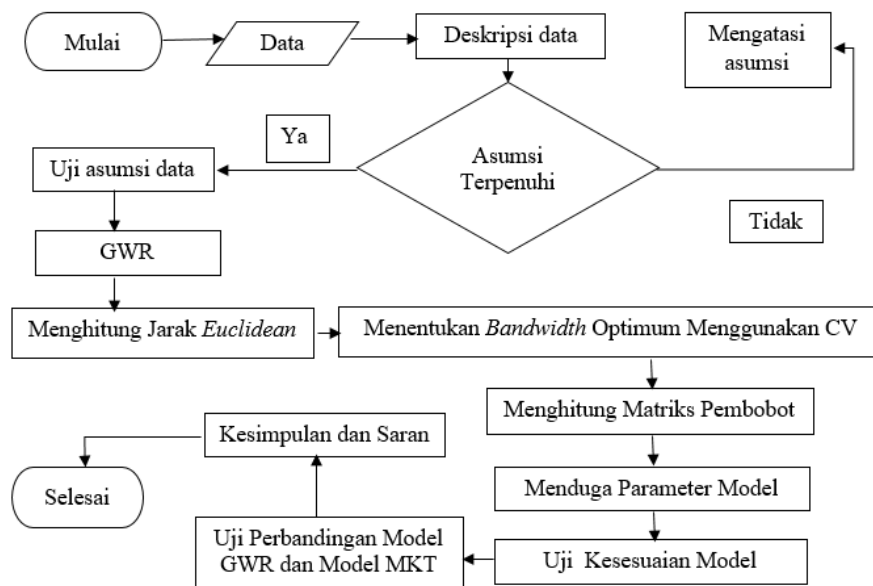 Mulai
Data
Deskripsi data
Mengatasi
asumsi
Ya
Asumsi
Terpenuhi
Uji asumsi data
Tidak
GWR
Menghitung Jarak Euclidean
Menentukan Bandwidth Optimum Menggunakan CV
Menghitung Matriks Pembobot
Kesimpulan dan Saran
Menduga Parameter Model
Selesai
Uji Perbandingan Model
GWR dan Model MKT
Uji Kesesuaian Model